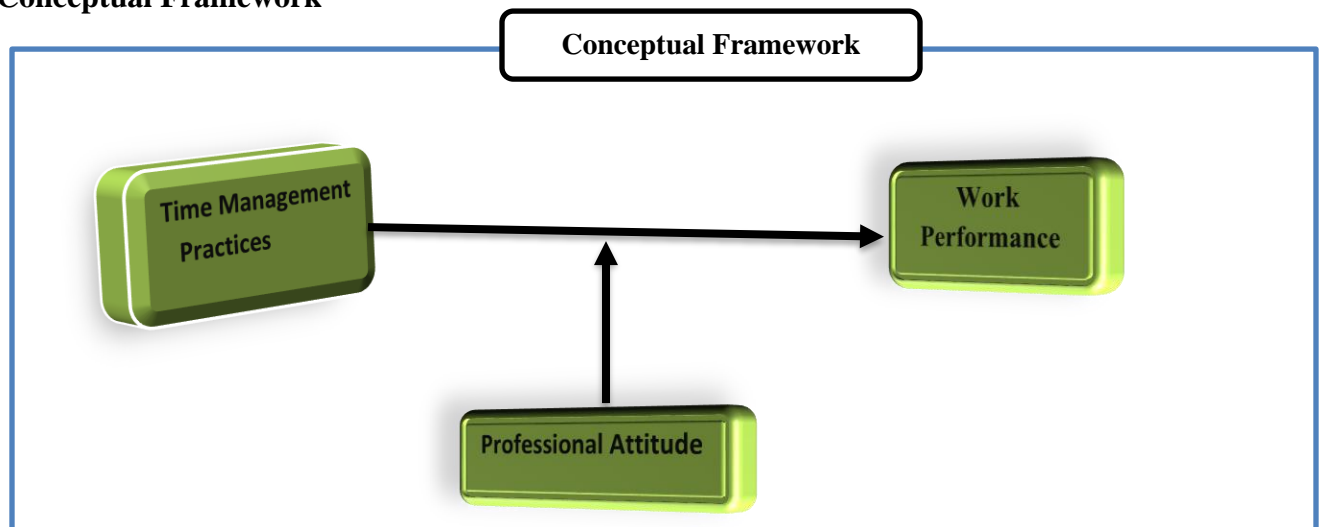 Conceptual Framework
Conceptual Framework
Time Management
Practices
Work
Performance
Professional Attitude